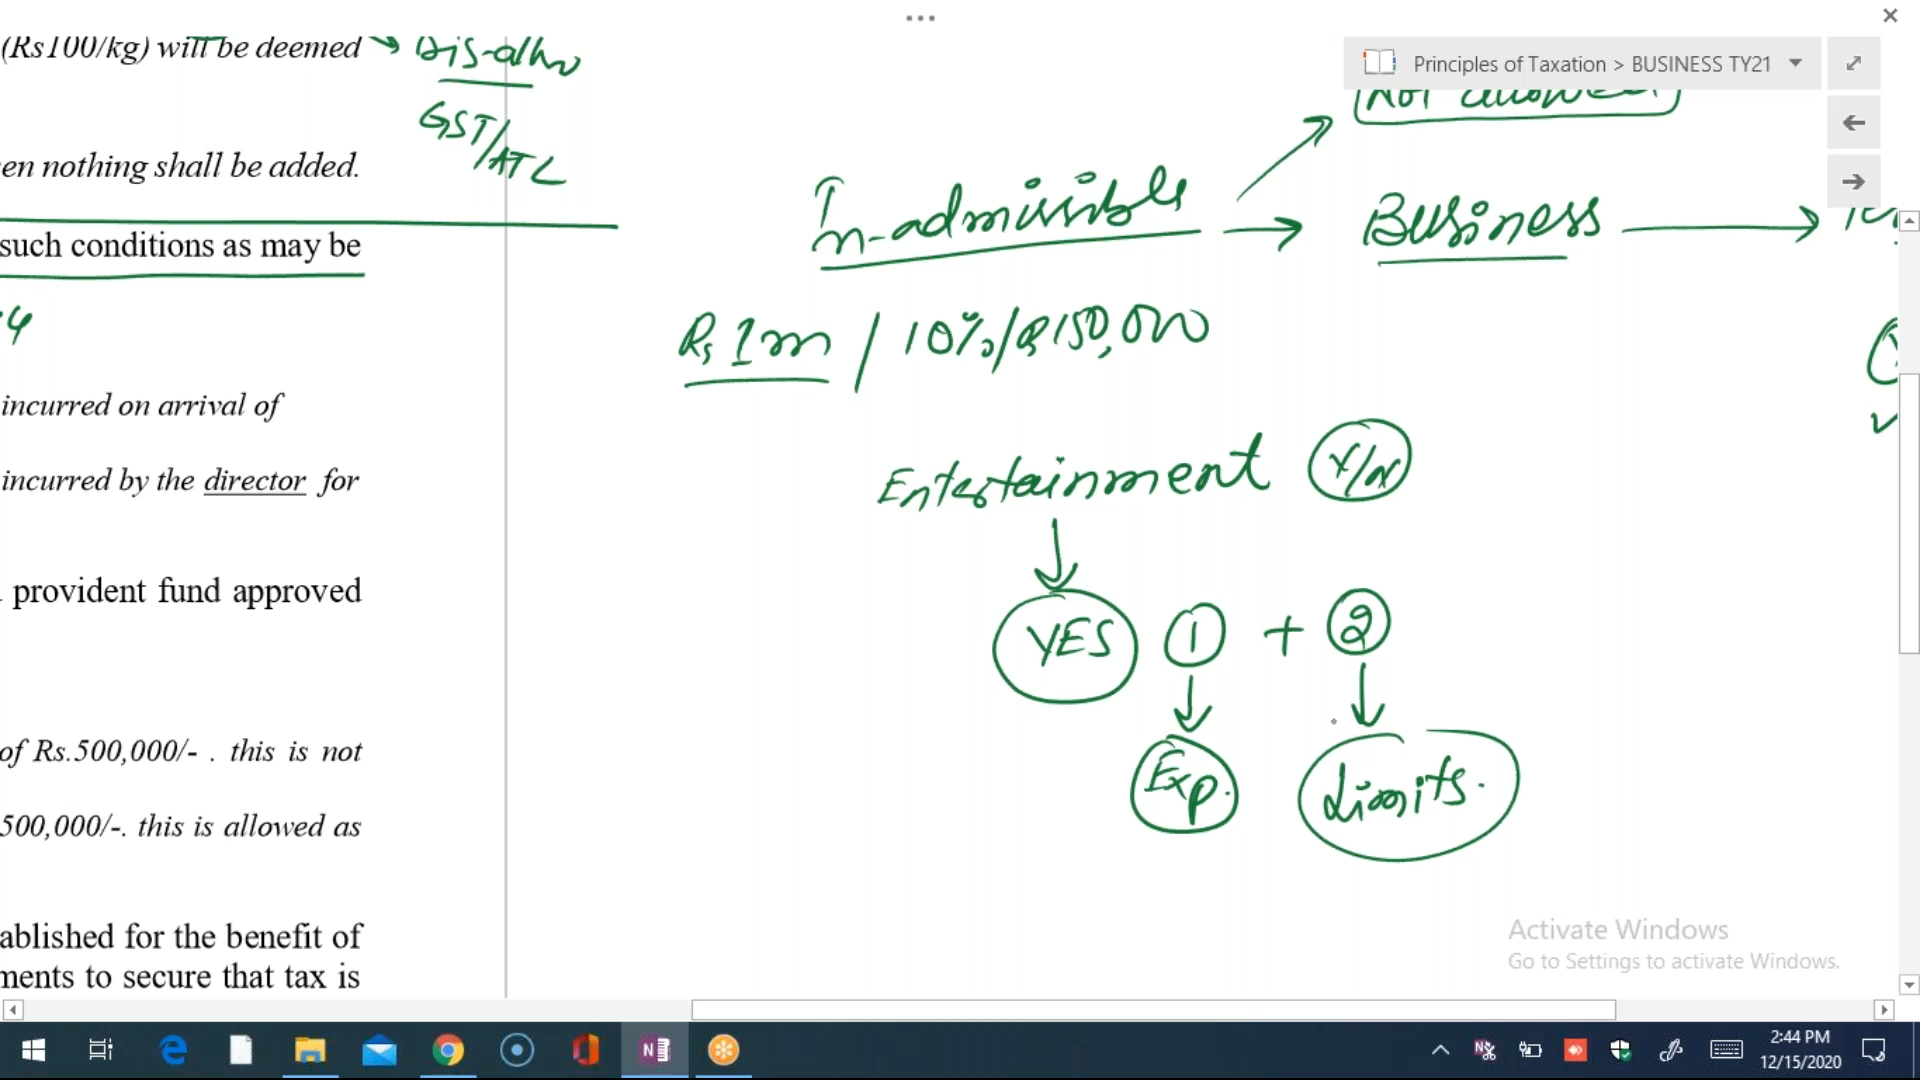 Principles of Taxation > BUSINESS TY21
(Rs100/kg) will be deemed
Dis-allow
GST/ATL
en nothing shall be added.
such conditions as may be
incurred on arrival of
incurred by the director for
provident fund approved
of Rs.500,000/- . this is not
500,000/-. this is allowed as
ablished for the benefit of
ments to secure that tax is
Not allowed
In-admissible
Business
Rs 1m / 10% / 150,000
Entertainment Y/N
YES 1 + 2
Exp. Limits.
Activate Windows
Go to Settings to activate Windows.
2:44 PM
12/15/2020